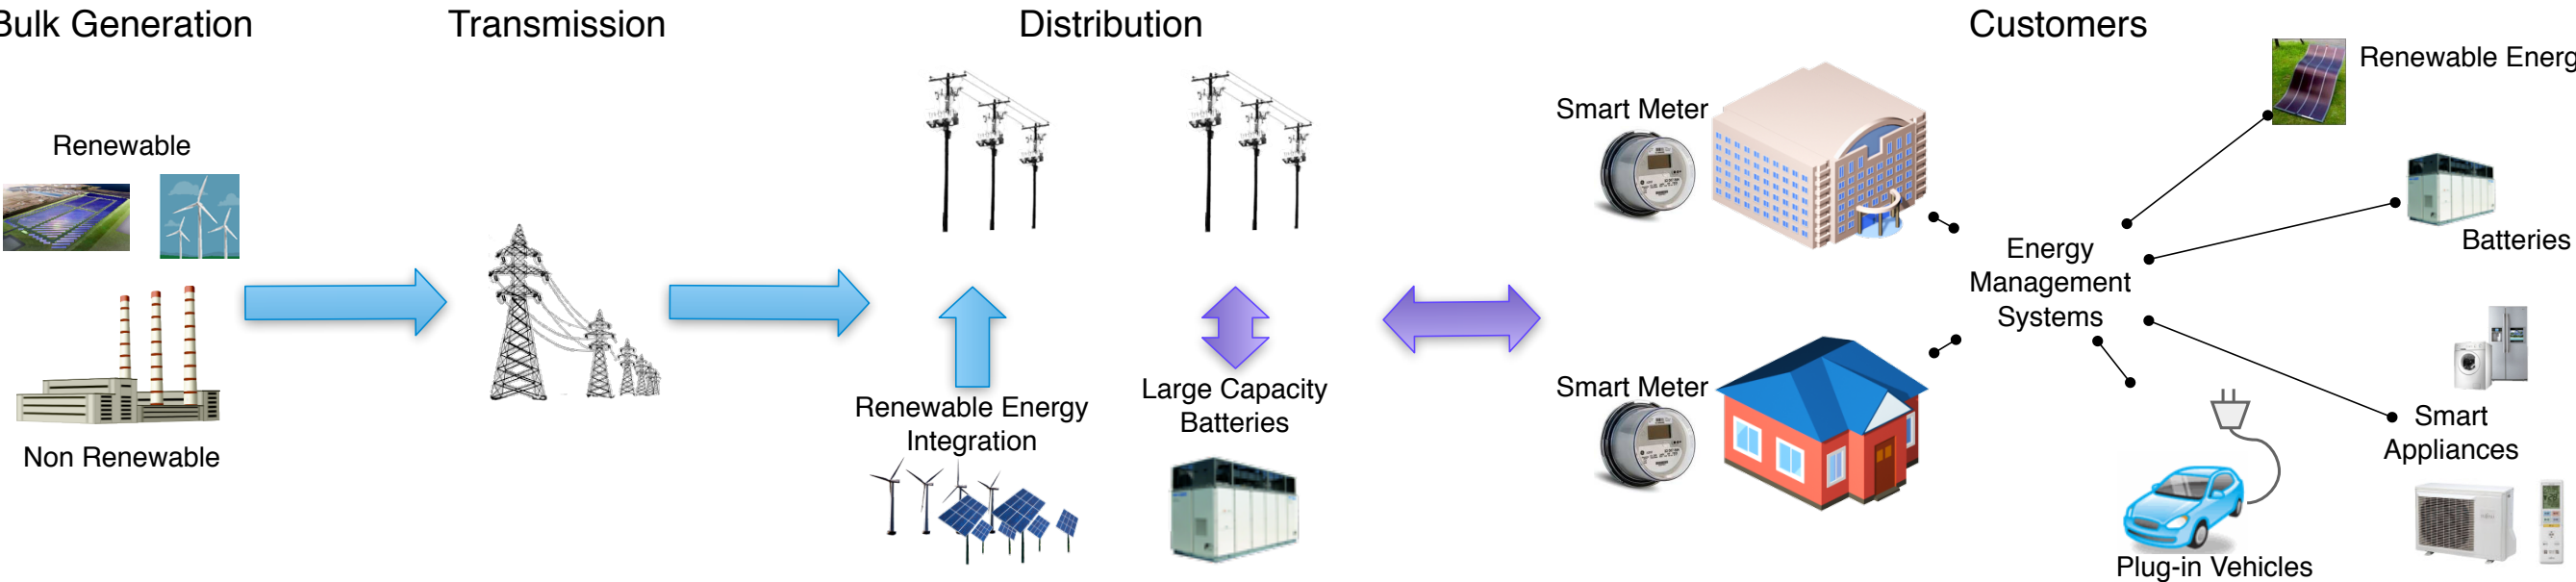 Bulk Generation
Transmission
Distribution
Customers
Renewable
Non Renewable
Renewable Energy
Integration
Large Capacity
Batteries
Smart Meter
Smart Meter
Energy
Management
Systems
Renewable Energ
Batteries
Smart
Appliances
Plug-in Vehicles